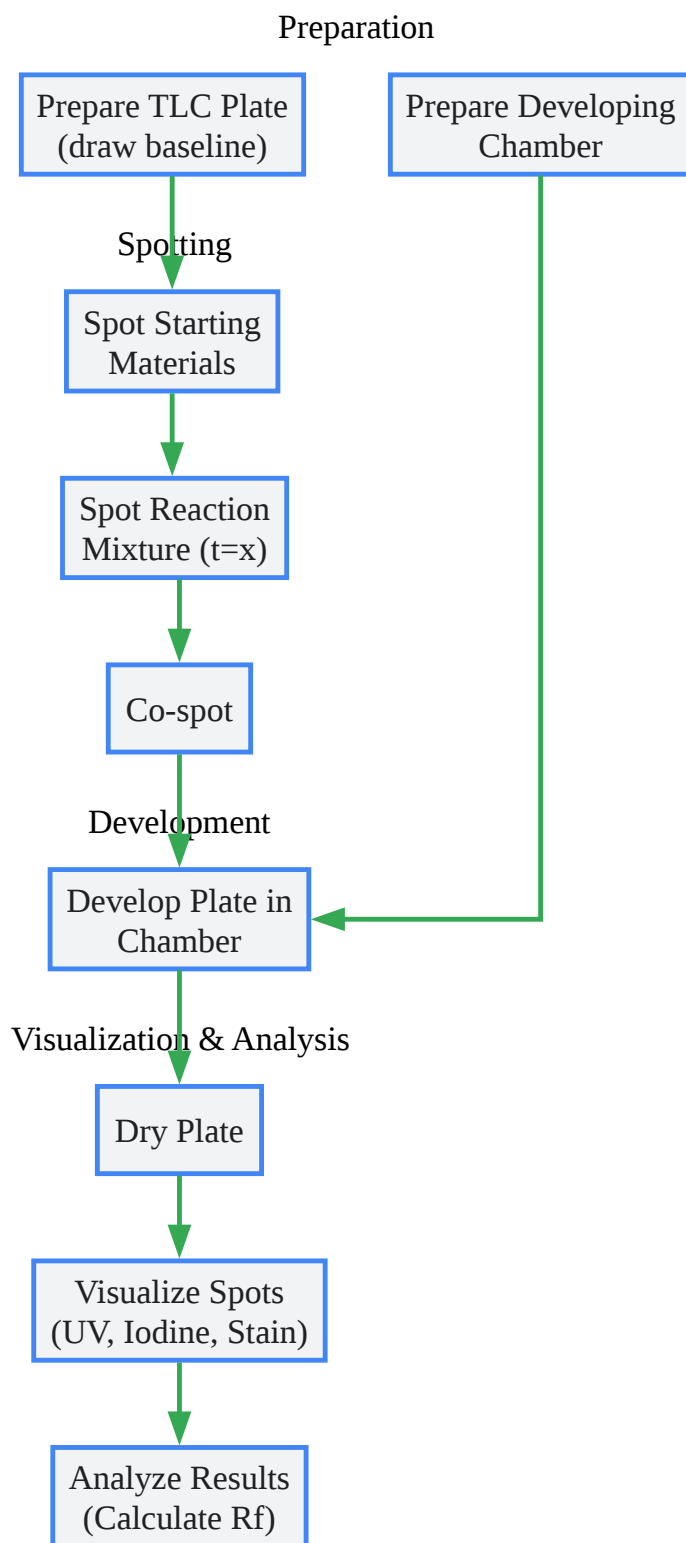 Preparation
Prepare TLC Plate
(draw baseline)
Prepare Developing
Chamber
Spotting
Spot Starting
Materials
Spot Reaction
Mixture (t=x)
Co-spot
Development
Develop Plate in
Chamber
Visualization & Analysis
Dry Plate
Visualize Spots
(UV, Iodine, Stain)
Analyze Results
(Calculate Rf)